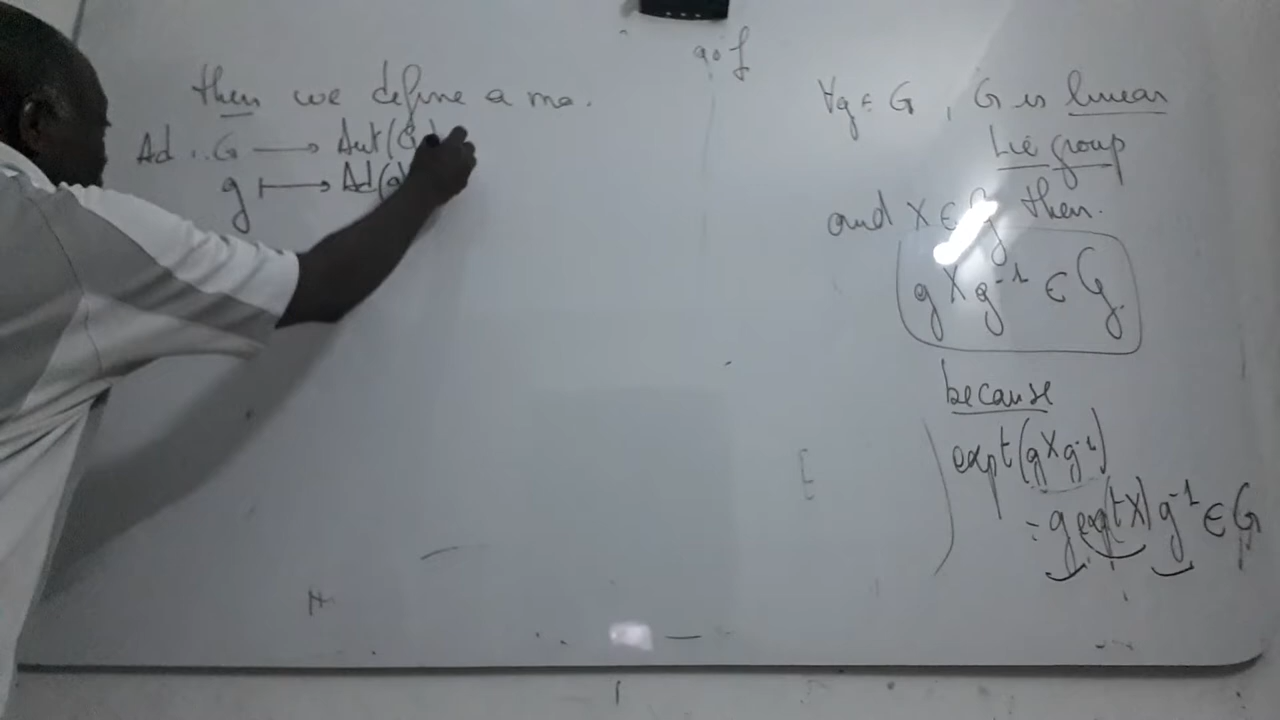 then we define a ma.
Ad : G ⟶ Aut(G
g ⟼ Ad(g)
g∘f
∀g ∈ G, G is linear
Lie group
and X ∈ G then.
g X g⁻¹ ∈ G
because
exp t(gXg⁻¹)
= g exp(tX) g⁻¹ ∈ G